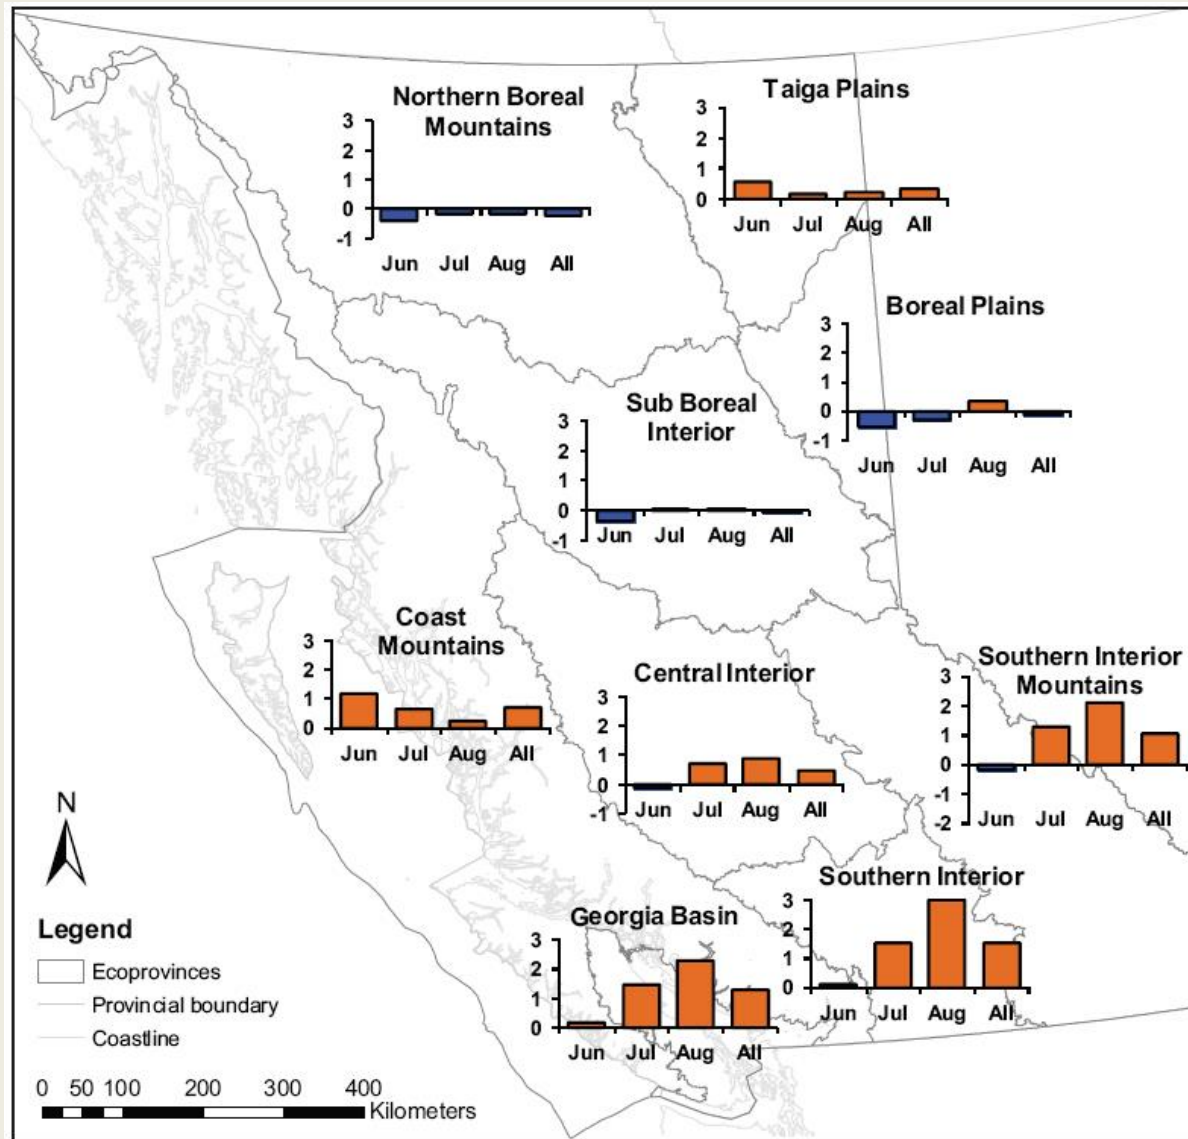 Northern Boreal
Mountains
3
2
1
0
-1
Jun Jul Aug All
Taiga Plains
3
2
1
0
Jun Jul Aug All
Boreal Plains
3
2
1
0
-1
Jun Jul Aug All
Sub Boreal
Interior
3
2
1
0
-1
Jun Jul Aug All
Coast
Mountains
3
2
1
0
Jun Jul Aug All
Central Interior
3
2
1
0
-1
Jun Jul Aug All
Southern Interior
Mountains
3
2
1
0
-1
-2
Jun Jul Aug All
Southern Interior
3
2
1
0
Jun Jul Aug All
Georgia Basin
3
2
1
0
Jun Jul Aug All
N
Legend
Ecoprovinces
Provincial boundary
Coastline
0 50 100 200 300 400
Kilometers